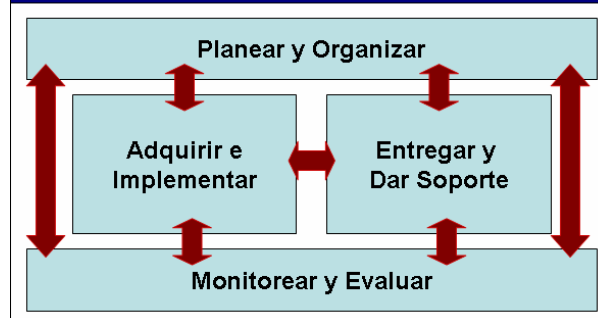 Planear y Organizar
Adquirir e
Implementar
Entregar y
Dar Soporte
Monitorear y Evaluar